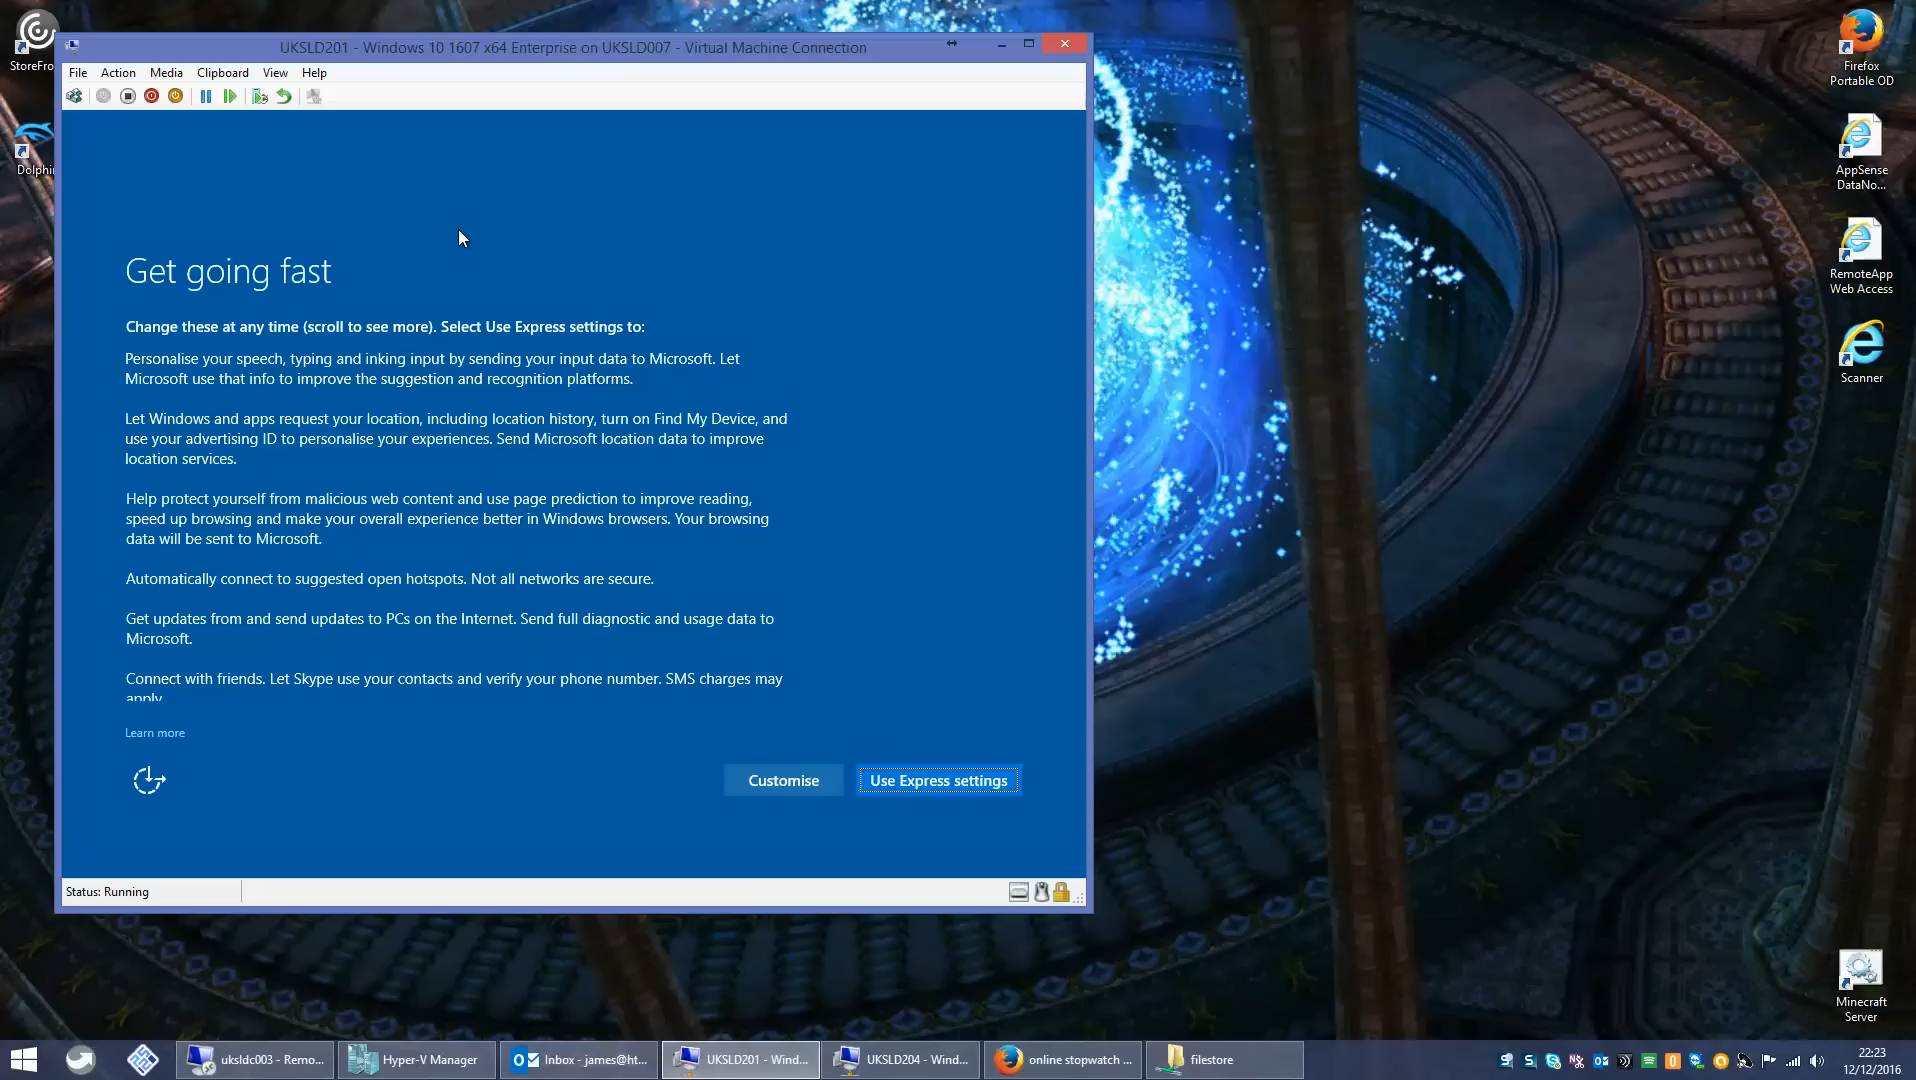 StoreFro
Dolphi
UKSLD201 - Windows 10 1607 x64 Enterprise on UKSLD007 - Virtual Machine Connection
File Action Media Clipboard View Help
Get going fast
Change these at any time (scroll to see more). Select Use Express settings to:
Personalise your speech, typing and inking input by sending your input data to Microsoft. Let
Microsoft use that info to improve the suggestion and recognition platforms.
Let Windows and apps request your location, including location history, turn on Find My Device, and
use your advertising ID to personalise your experiences. Send Microsoft location data to improve
location services.
Help protect yourself from malicious web content and use page prediction to improve reading,
speed up browsing and make your overall experience better in Windows browsers. Your browsing
data will be sent to Microsoft.
Automatically connect to suggested open hotspots. Not all networks are secure.
Get updates from and send updates to PCs on the Internet. Send full diagnostic and usage data to
Microsoft.
Connect with friends. Let Skype use your contacts and verify your phone number. SMS charges may
apply
Learn more
Customise
Use Express settings
Status: Running
Firefox
Portable OD
AppSense
DataNo...
RemoteApp
Web Access
Scanner
Minecraft
Server
uksldc003 - Remo...
Hyper-V Manager
Inbox - james@ht...
UKSLD201 - Wind...
UKSLD204 - Wind...
online stopwatch ...
filestore
22:23
12/12/2016